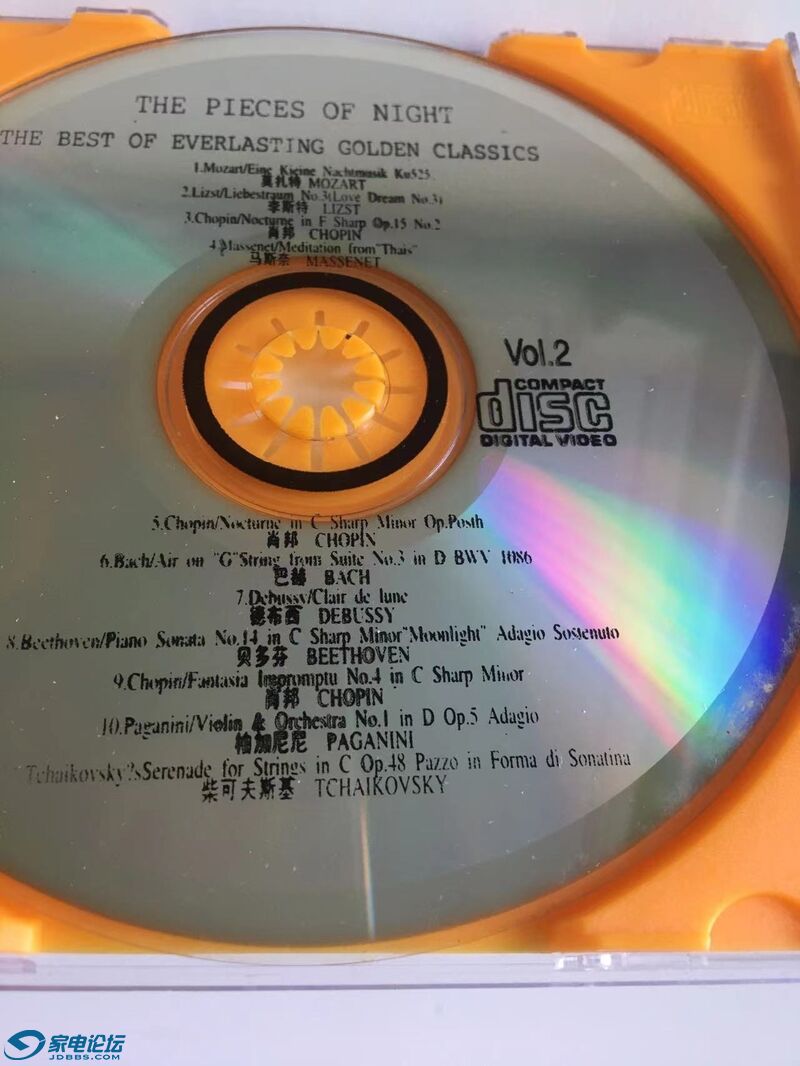 THE PIECES OF NIGHT
THE BEST OF EVERLASTING GOLDEN CLASSICS
1.Mozart/Eine Kieine Nachtmusik Ku525
莫扎特 MOZART
2.Lizst/Liebestraum No.3(Love Dream No.3)
李斯特 LIZST
3.Chopin/Nocturne in F Sharp Op.15 No.2
肖邦 CHOPIN
4.Massenet/Meditation from"Thais"
马斯奈 MASSENET
Vol.2
COMPACT
disc
DIGITAL VIDEO
5.Chopin/Nocturne in C Sharp Minor Op.Posth
肖邦 CHOPIN
6.Bach/Air on "G"String from Suite No.3 in D BWV 1086
巴赫 BACH
7.Debussy/Clair de lune
德布西 DEBUSSY
8.Beethoven/Piano Sonata No.14 in C Sharp Minor"Moonlight" Adagio Sostenuto
贝多芬 BEETHOVEN
9.Chopin/Fantasia Impromptu No.4 in C Sharp Minor
肖邦 CHOPIN
10.Paganini/Violin & Orchestra No.1 in D Op.5 Adagio
帕加尼尼 PAGANINI
Tchaikovsky?sSerenade for Strings in C Op.48 Pazzo in Forma di Sonatina
柴可夫斯基 TCHAIKOVSKY
家电论坛
JDBBS.COM